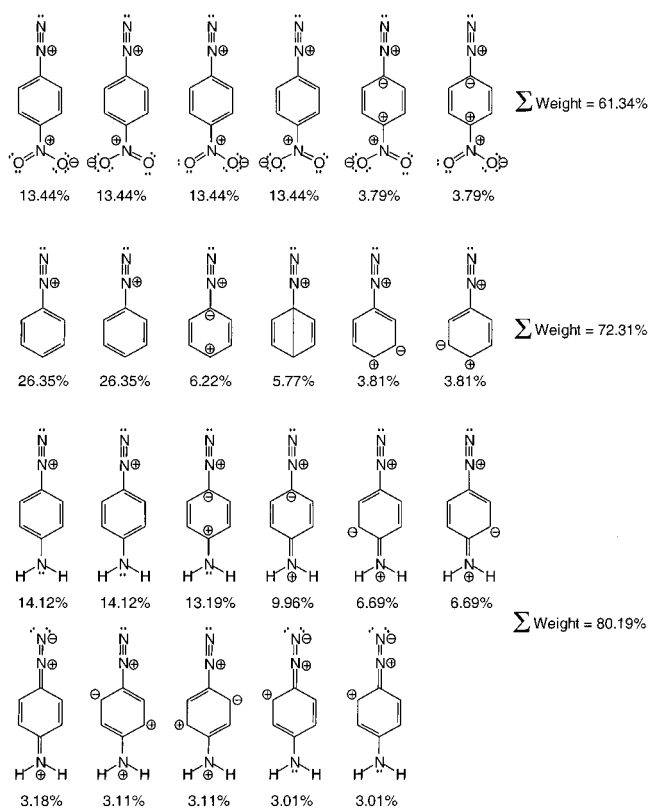 N N N N N N
N⊕ N⊕ N⊕ N⊕ N⊕ N⊕
⊖ ⊖
∑ Weight = 61.34%
⊕ ⊕
N⊕ N⊕ N⊕ N⊕ N⊕ N⊕
O O⊖ ⊖O O O O⊖ ⊖O O ⊖O O O O⊖
13.44% 13.44% 13.44% 13.44% 3.79% 3.79%
N N N N N N
N⊕ N⊕ N⊕ N⊕ N⊕ N⊕
⊖
∑ Weight = 72.31%
⊕ ⊖ ⊖
⊕ ⊕
26.35% 26.35% 6.22% 5.77% 3.81% 3.81%
N N N N N N
N⊕ N⊕ N⊕ N⊕ N⊕ N⊕
⊖ ⊖
⊕ ⊖ ⊖
H N H H N H H N H H N H H N H H N H
⊕ ⊕ ⊕
14.12% 14.12% 13.19% 9.96% 6.69% 6.69%
∑ Weight = 80.19%
N⊖ N N N⊖ N⊖
N⊕ N⊕ N⊕ N⊕ N⊕
⊖ ⊖ ⊕ ⊕
⊕ ⊕
H N H H N H H N H H N H H N H
⊕ ⊕ ⊕
3.18% 3.11% 3.11% 3.01% 3.01%